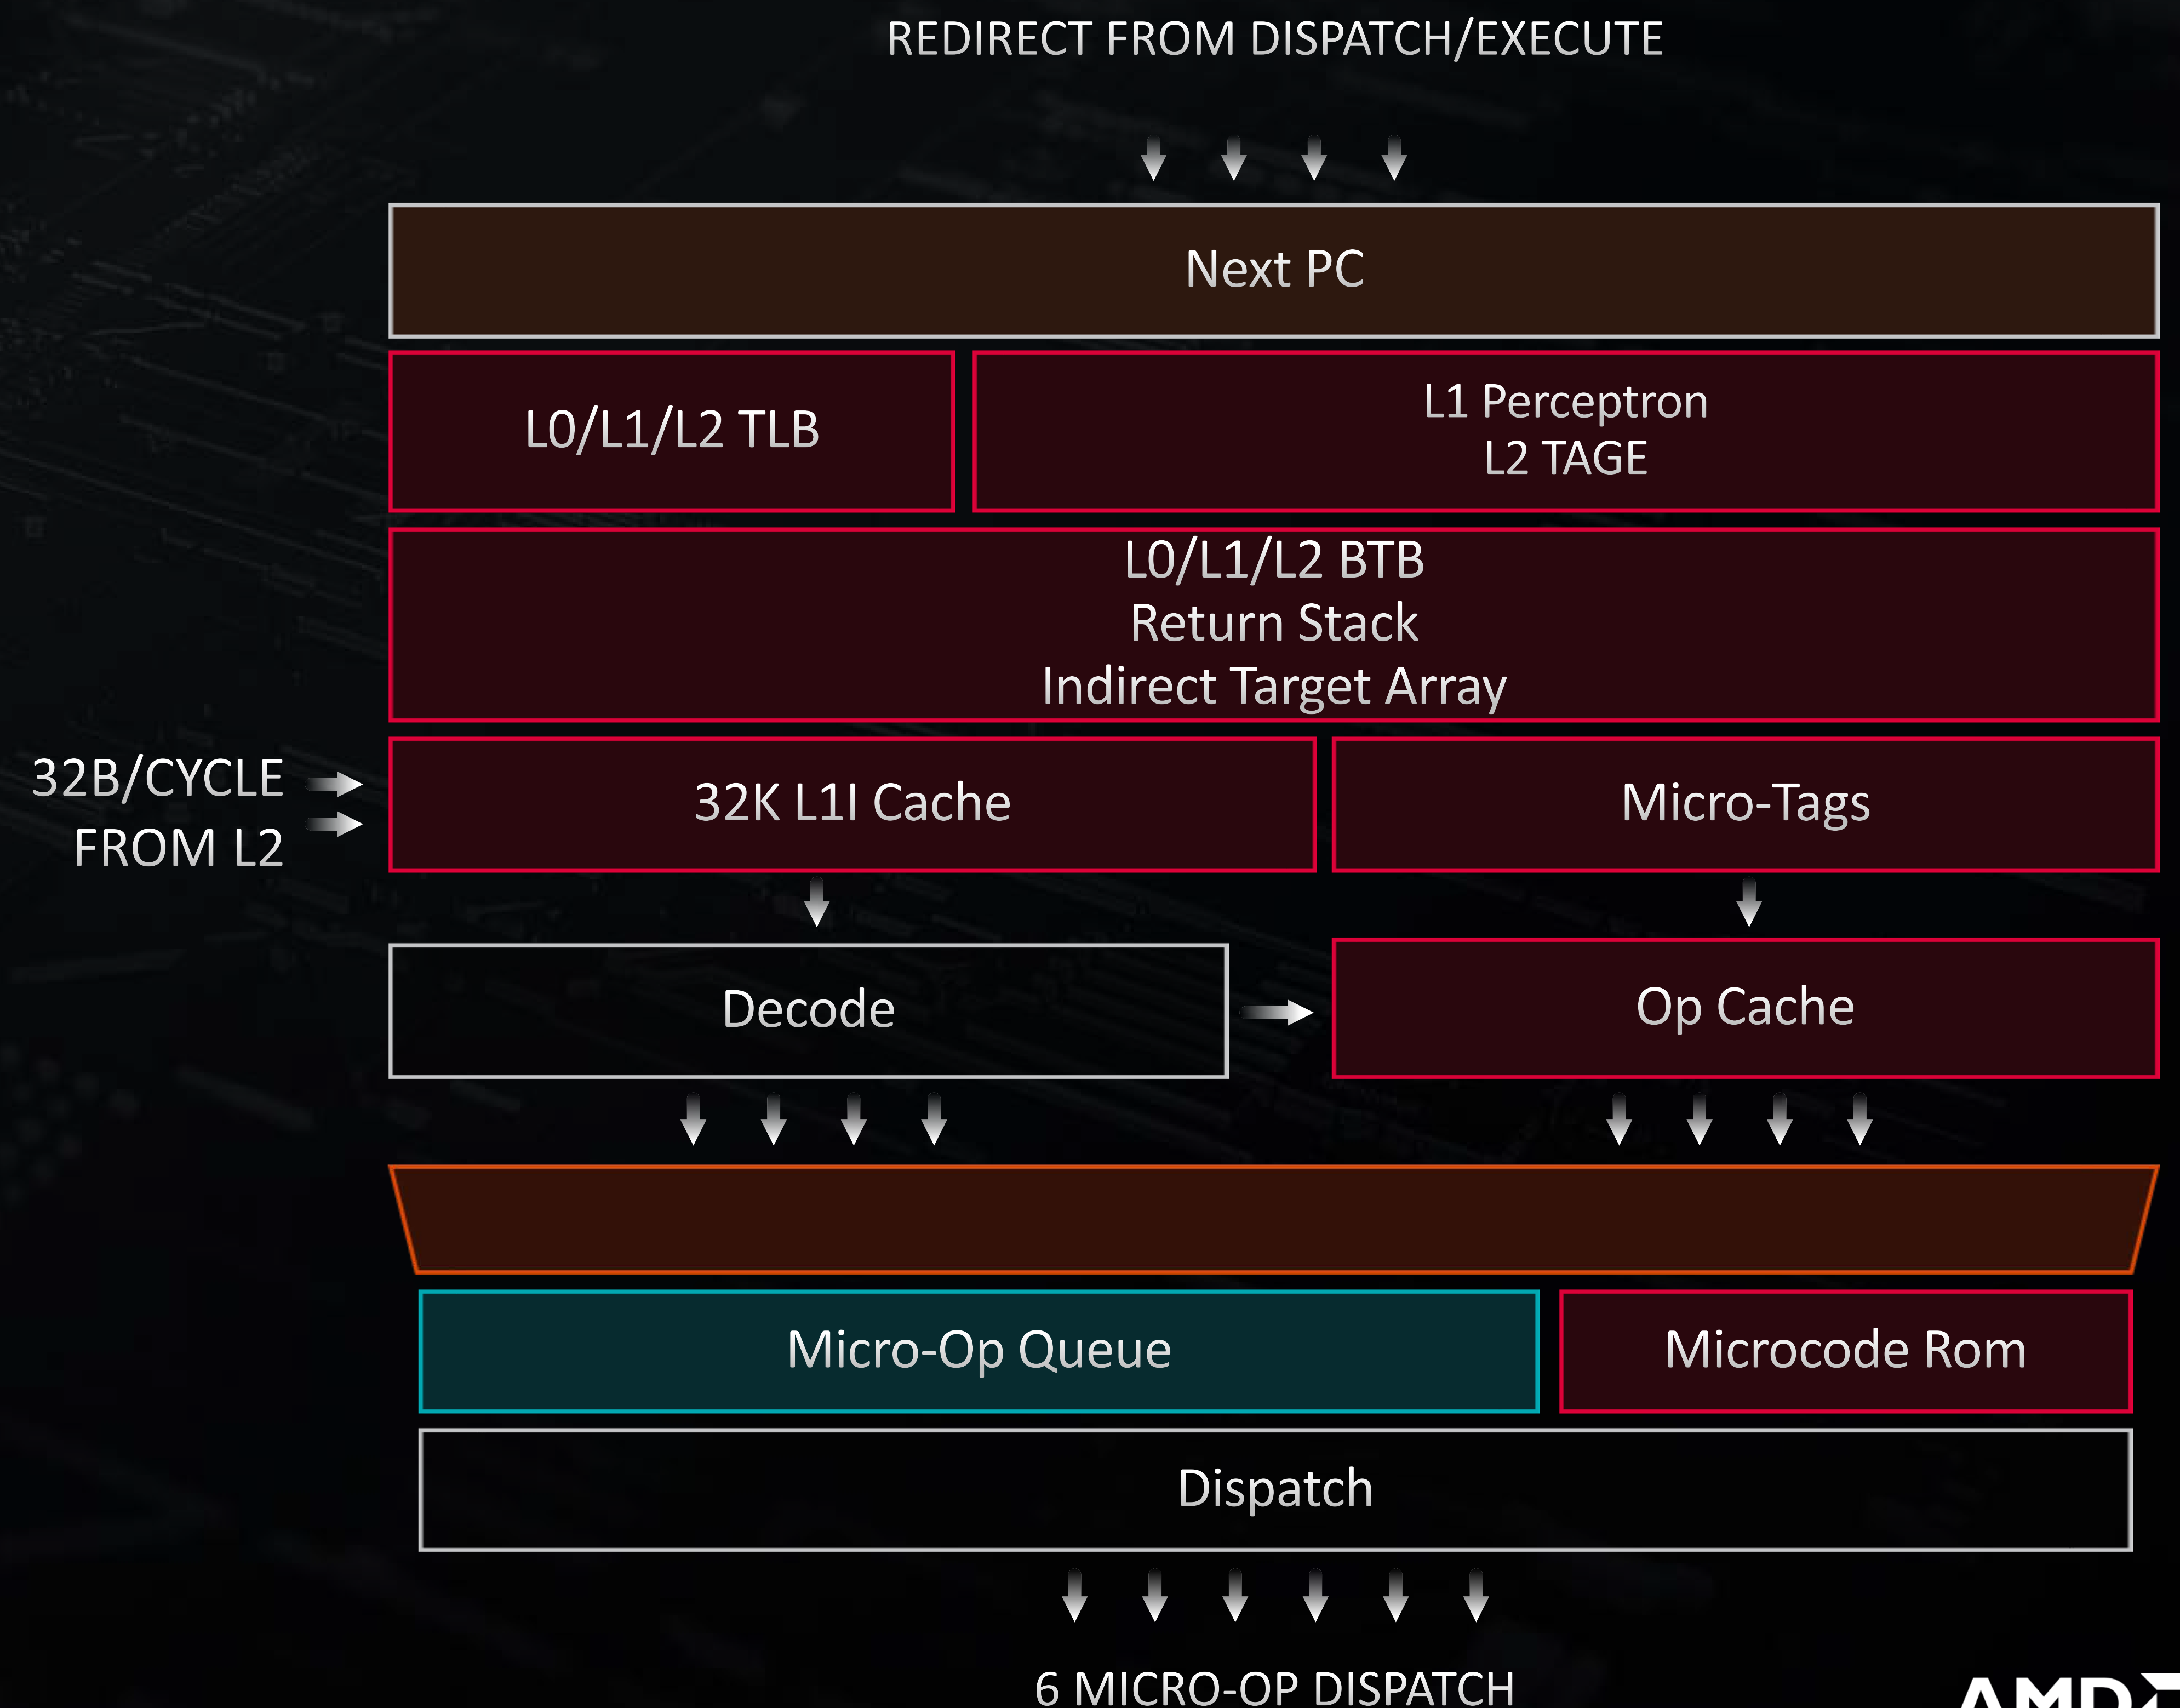 REDIRECT FROM DISPATCH/EXECUTE
Next PC
L0/L1/L2 TLB
L1 Perceptron
L2 TAGE
L0/L1/L2 BTB
Return Stack
Indirect Target Array
32B/CYCLE
FROM L2
32K L1I Cache
Micro-Tags
Decode
Op Cache
Micro-Op Queue
Microcode Rom
Dispatch
6 MICRO-OP DISPATCH
AMD